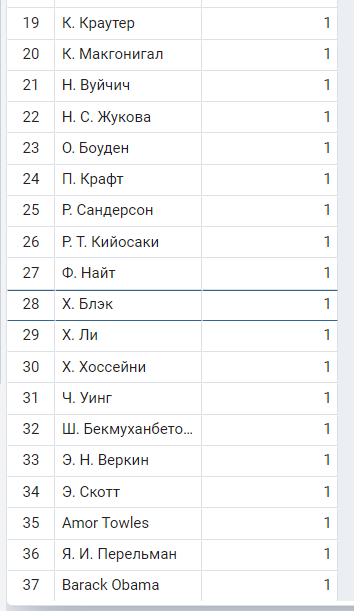 19 К. Краутер 1
20 К. Макгонигал 1
21 Н. Вуйчич 1
22 Н. С. Жукова 1
23 О. Боуден 1
24 П. Крафт 1
25 Р. Сандерсон 1
26 Р. Т. Кийосаки 1
27 Ф. Найт 1
28 Х. Блэк 1
29 Х. Ли 1
30 Х. Хоссейни 1
31 Ч. Уинг 1
32 Ш. Бекмуханбето... 1
33 Э. Н. Веркин 1
34 Э. Скотт 1
35 Amor Towles 1
36 Я. И. Перельман 1
37 Barack Obama 1